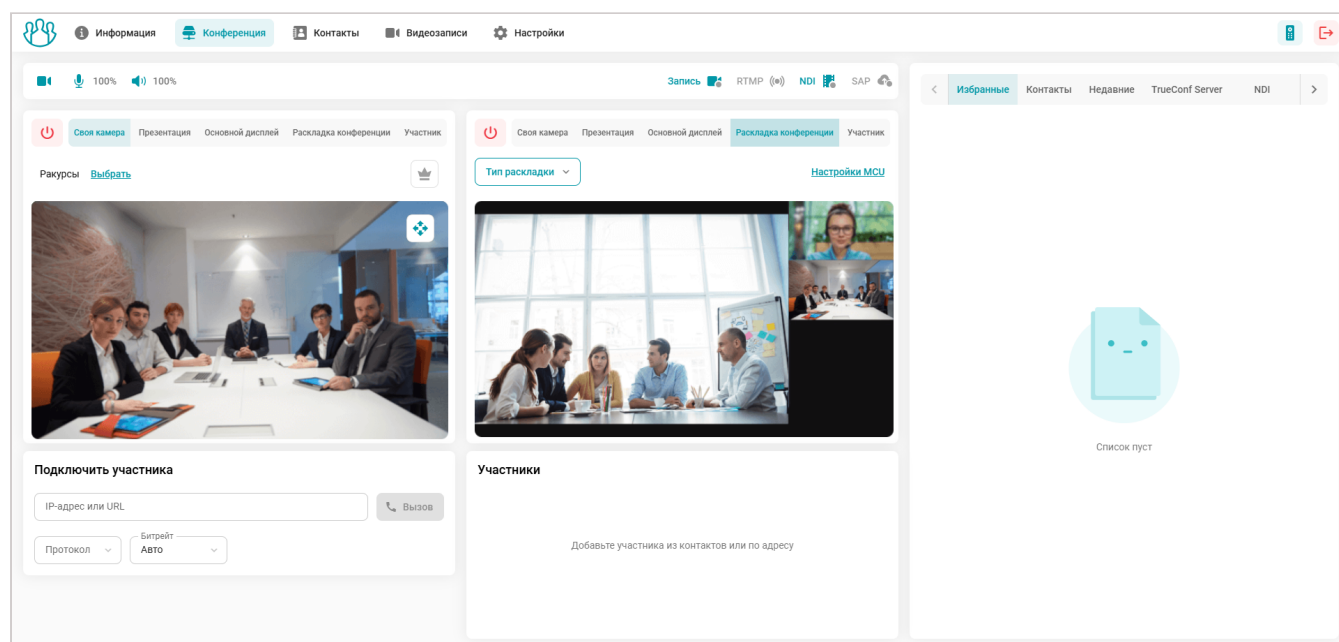 Информация Конференция Контакты Видеозаписи Настройки
100% 100% Запись RTMP NDI SAP
Избранные Контакты Недавние TrueConf Server NDI
Своя камера Презентация Основной дисплей Раскладка конференции Участник
Своя камера Презентация Основной дисплей Раскладка конференции Участник
Ракурсы Выбрать
Тип раскладки Настройки MCU
Список пуст
Подключить участника
IP-адрес или URL Вызов
Протокол Битрейт Авто
Участники
Добавьте участника из контактов или по адресу